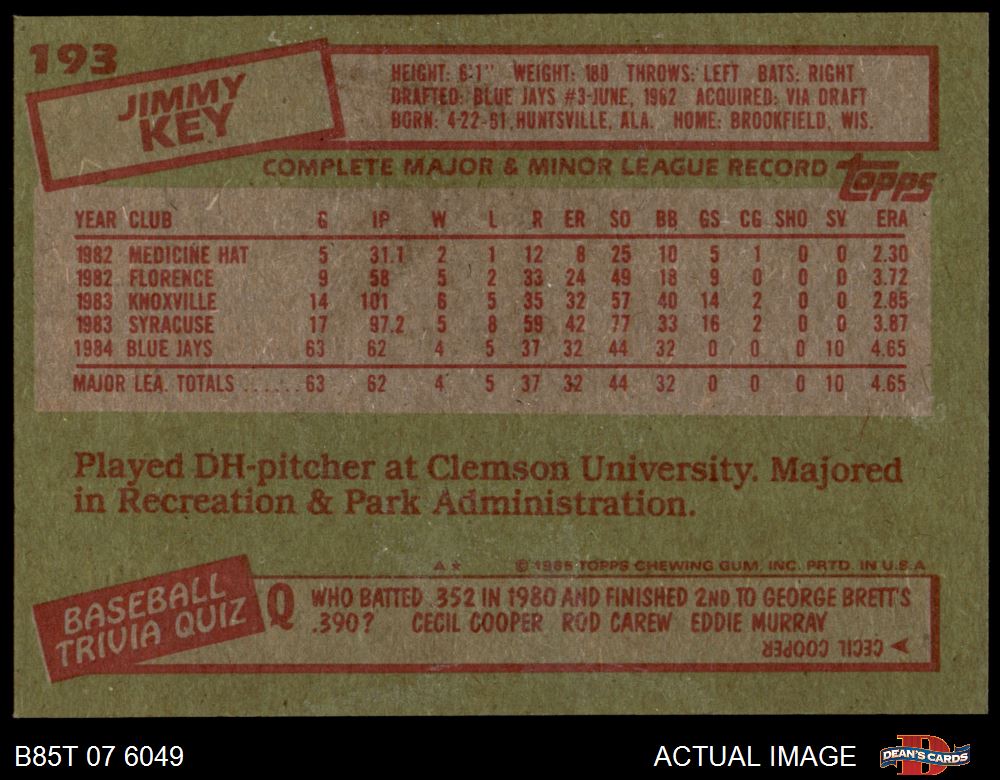 193
JIMMY
KEY
HEIGHT: 6'1" WEIGHT: 180 THROWS: LEFT BATS: RIGHT
DRAFTED: BLUE JAYS #3-JUNE, 1982 ACQUIRED: VIA DRAFT
BORN: 4-22-61, HUNTSVILLE, ALA. HOME: BROOKFIELD, WIS.
COMPLETE MAJOR & MINOR LEAGUE RECORD
topps
YEAR CLUB G IP W L R ER SO BB GS CG SHO SV ERA
1982 MEDICINE HAT 5 31.1 2 1 12 8 25 10 5 1 0 0 2.30
1982 FLORENCE 9 58 5 2 33 24 49 18 9 0 0 0 3.72
1983 KNOXVILLE 14 101 6 5 35 32 57 40 14 2 0 0 2.85
1983 SYRACUSE 17 97.2 5 8 59 42 77 33 16 2 0 0 3.87
1984 BLUE JAYS 63 62 4 5 37 32 44 32 0 0 0 10 4.65
MAJOR LEA. TOTALS ...... 63 62 4 5 37 32 44 32 0 0 0 10 4.65
Played DH-pitcher at Clemson University. Majored
in Recreation & Park Administration.
A* © 1985 TOPPS CHEWING GUM, INC. PRTD. IN U.S.A
BASEBALL
TRIVIA QUIZ
Q WHO BATTED .352 IN 1980 AND FINISHED 2ND TO GEORGE BRETT'S
.390? CECIL COOPER ROD CAREW EDDIE MURRAY
CECIL COOPER
B85T 07 6049
ACTUAL IMAGE
DEAN'S CARDS